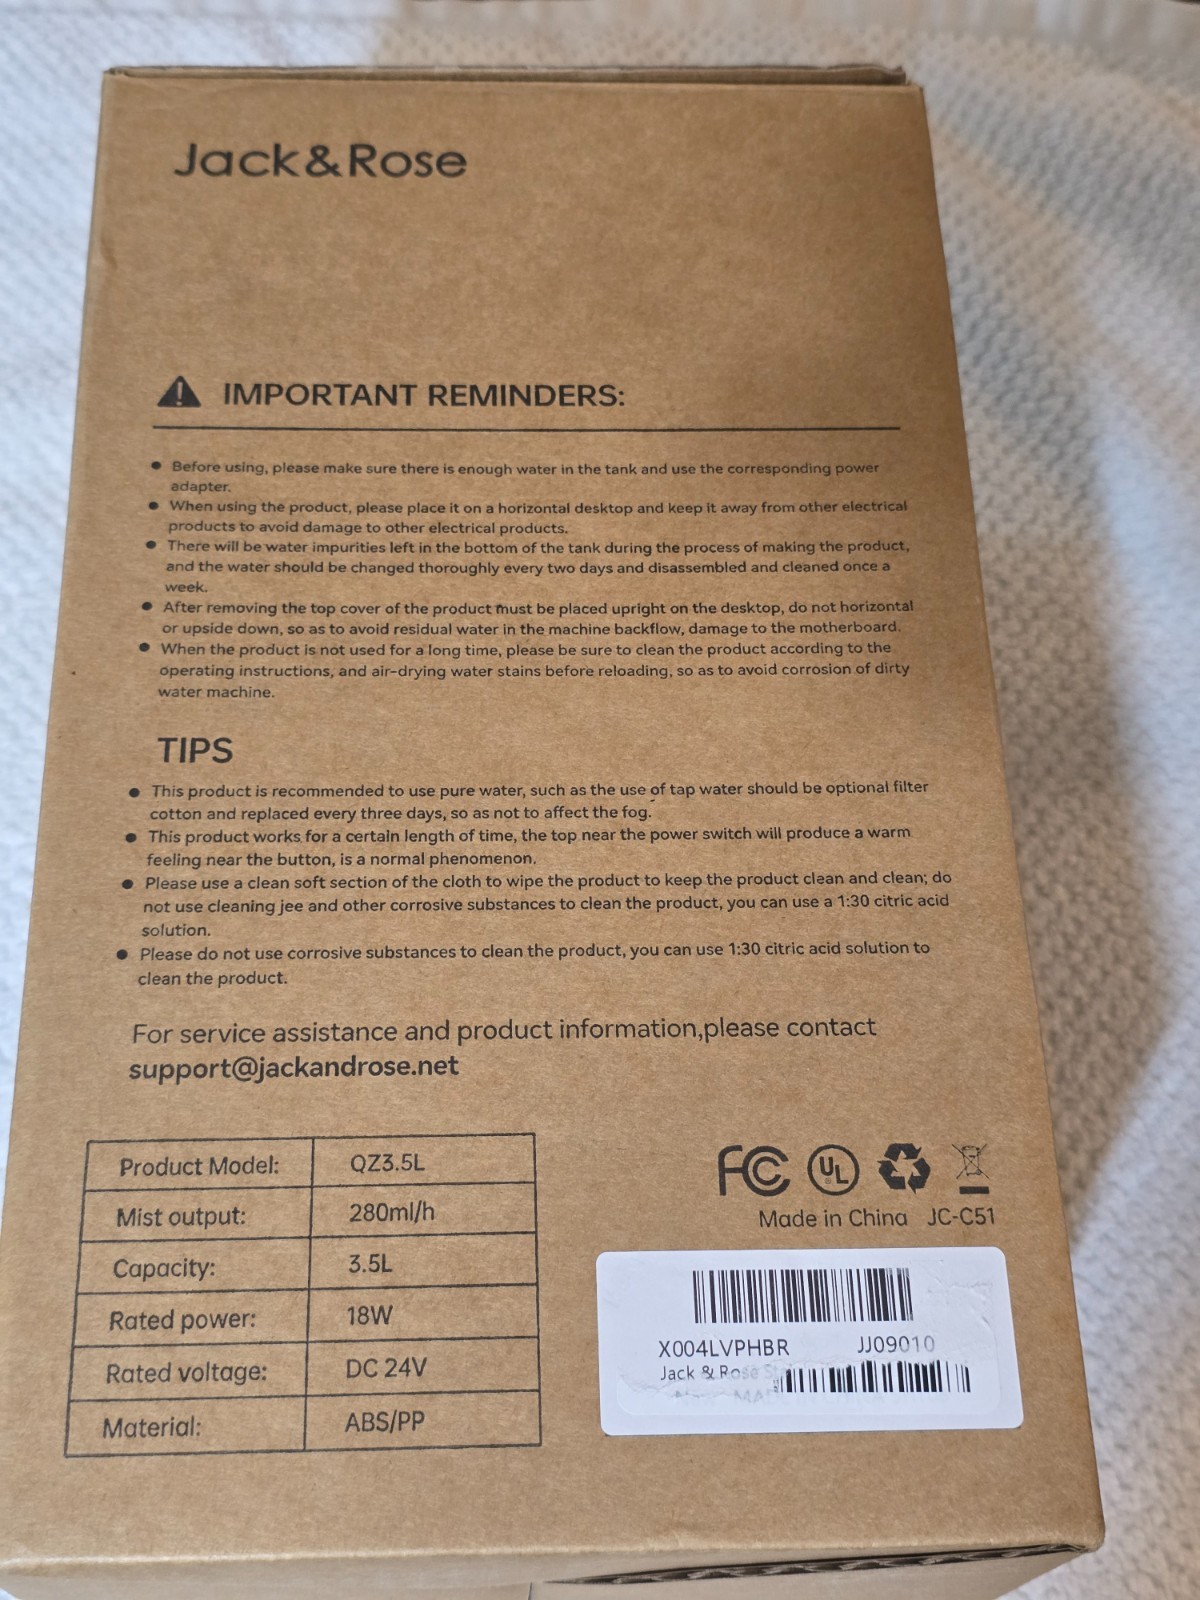 Jack&Rose
IMPORTANT REMINDERS:
● Before using, please make sure there is enough water in the tank and use the corresponding power
adapter.
● When using the product, please place it on a horizontal desktop and keep it away from other electrical
products to avoid damage to other electrical products.
● There will be water impurities left in the bottom of the tank during the process of making the product,
and the water should be changed thoroughly every two days and disassembled and cleaned once a
week.
● After removing the top cover of the product must be placed upright on the desktop, do not horizontal
or upside down, so as to avoid residual water in the machine backflow, damage to the motherboard.
● When the product is not used for a long time, please be sure to clean the product according to the
operating instructions, and air-drying water stains before reloading, so as to avoid corrosion of dirty
water machine.
TIPS
● This product is recommended to use pure water, such as the use of tap water should be optional filter
cotton and replaced every three days, so as not to affect the fog.
● This product works for a certain length of time, the top near the power switch will produce a warm
feeling near the button, is a normal phenomenon.
● Please use a clean soft section of the cloth to wipe the product to keep the product clean and clean; do
not use cleaning jee and other corrosive substances to clean the product, you can use a 1:30 citric acid
solution.
● Please do not use corrosive substances to clean the product, you can use 1:30 citric acid solution to
clean the product.
For service assistance and product information,please contact
support@jackandrose.net
Product Model: QZ3.5L
Mist output: 280ml/h
Capacity: 3.5L
Rated power: 18W
Rated voltage: DC 24V
Material: ABS/PP
FC UL
Made in China JC-C51
X004LVPHBR JJ09010
Jack & Rose